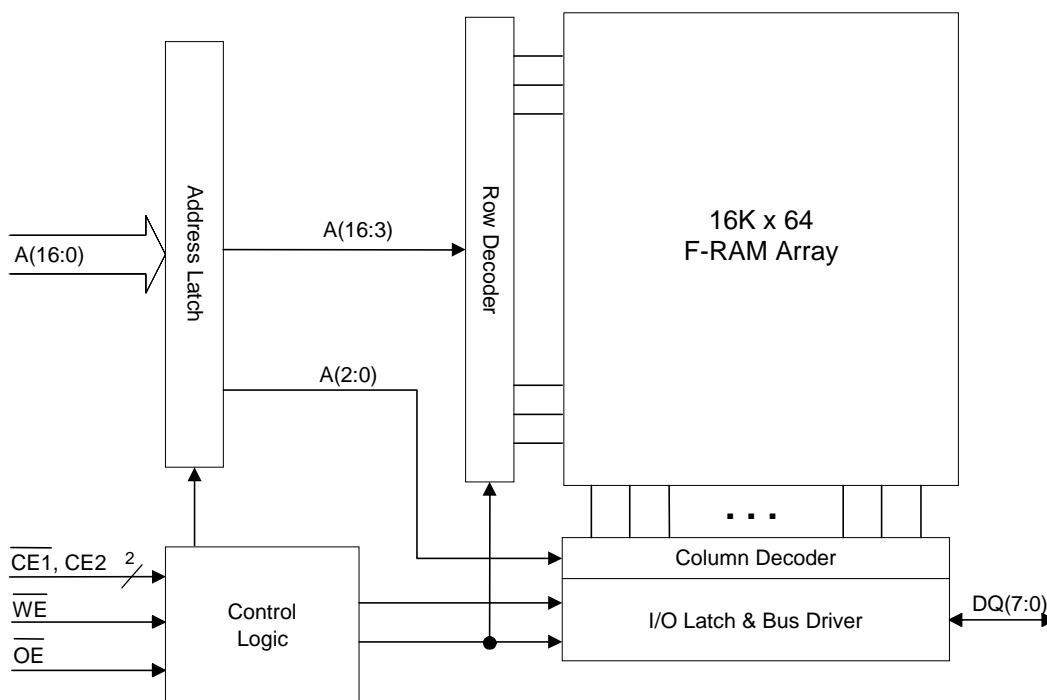 16K x 64
F-RAM Array
Address Latch
Row Decoder
A(16:3)
A(16:0)
A(2:0)
. . .
CE1, CE2
2
Column Decoder
WE
Control
Logic
I/O Latch & Bus Driver
DQ(7:0)
OE